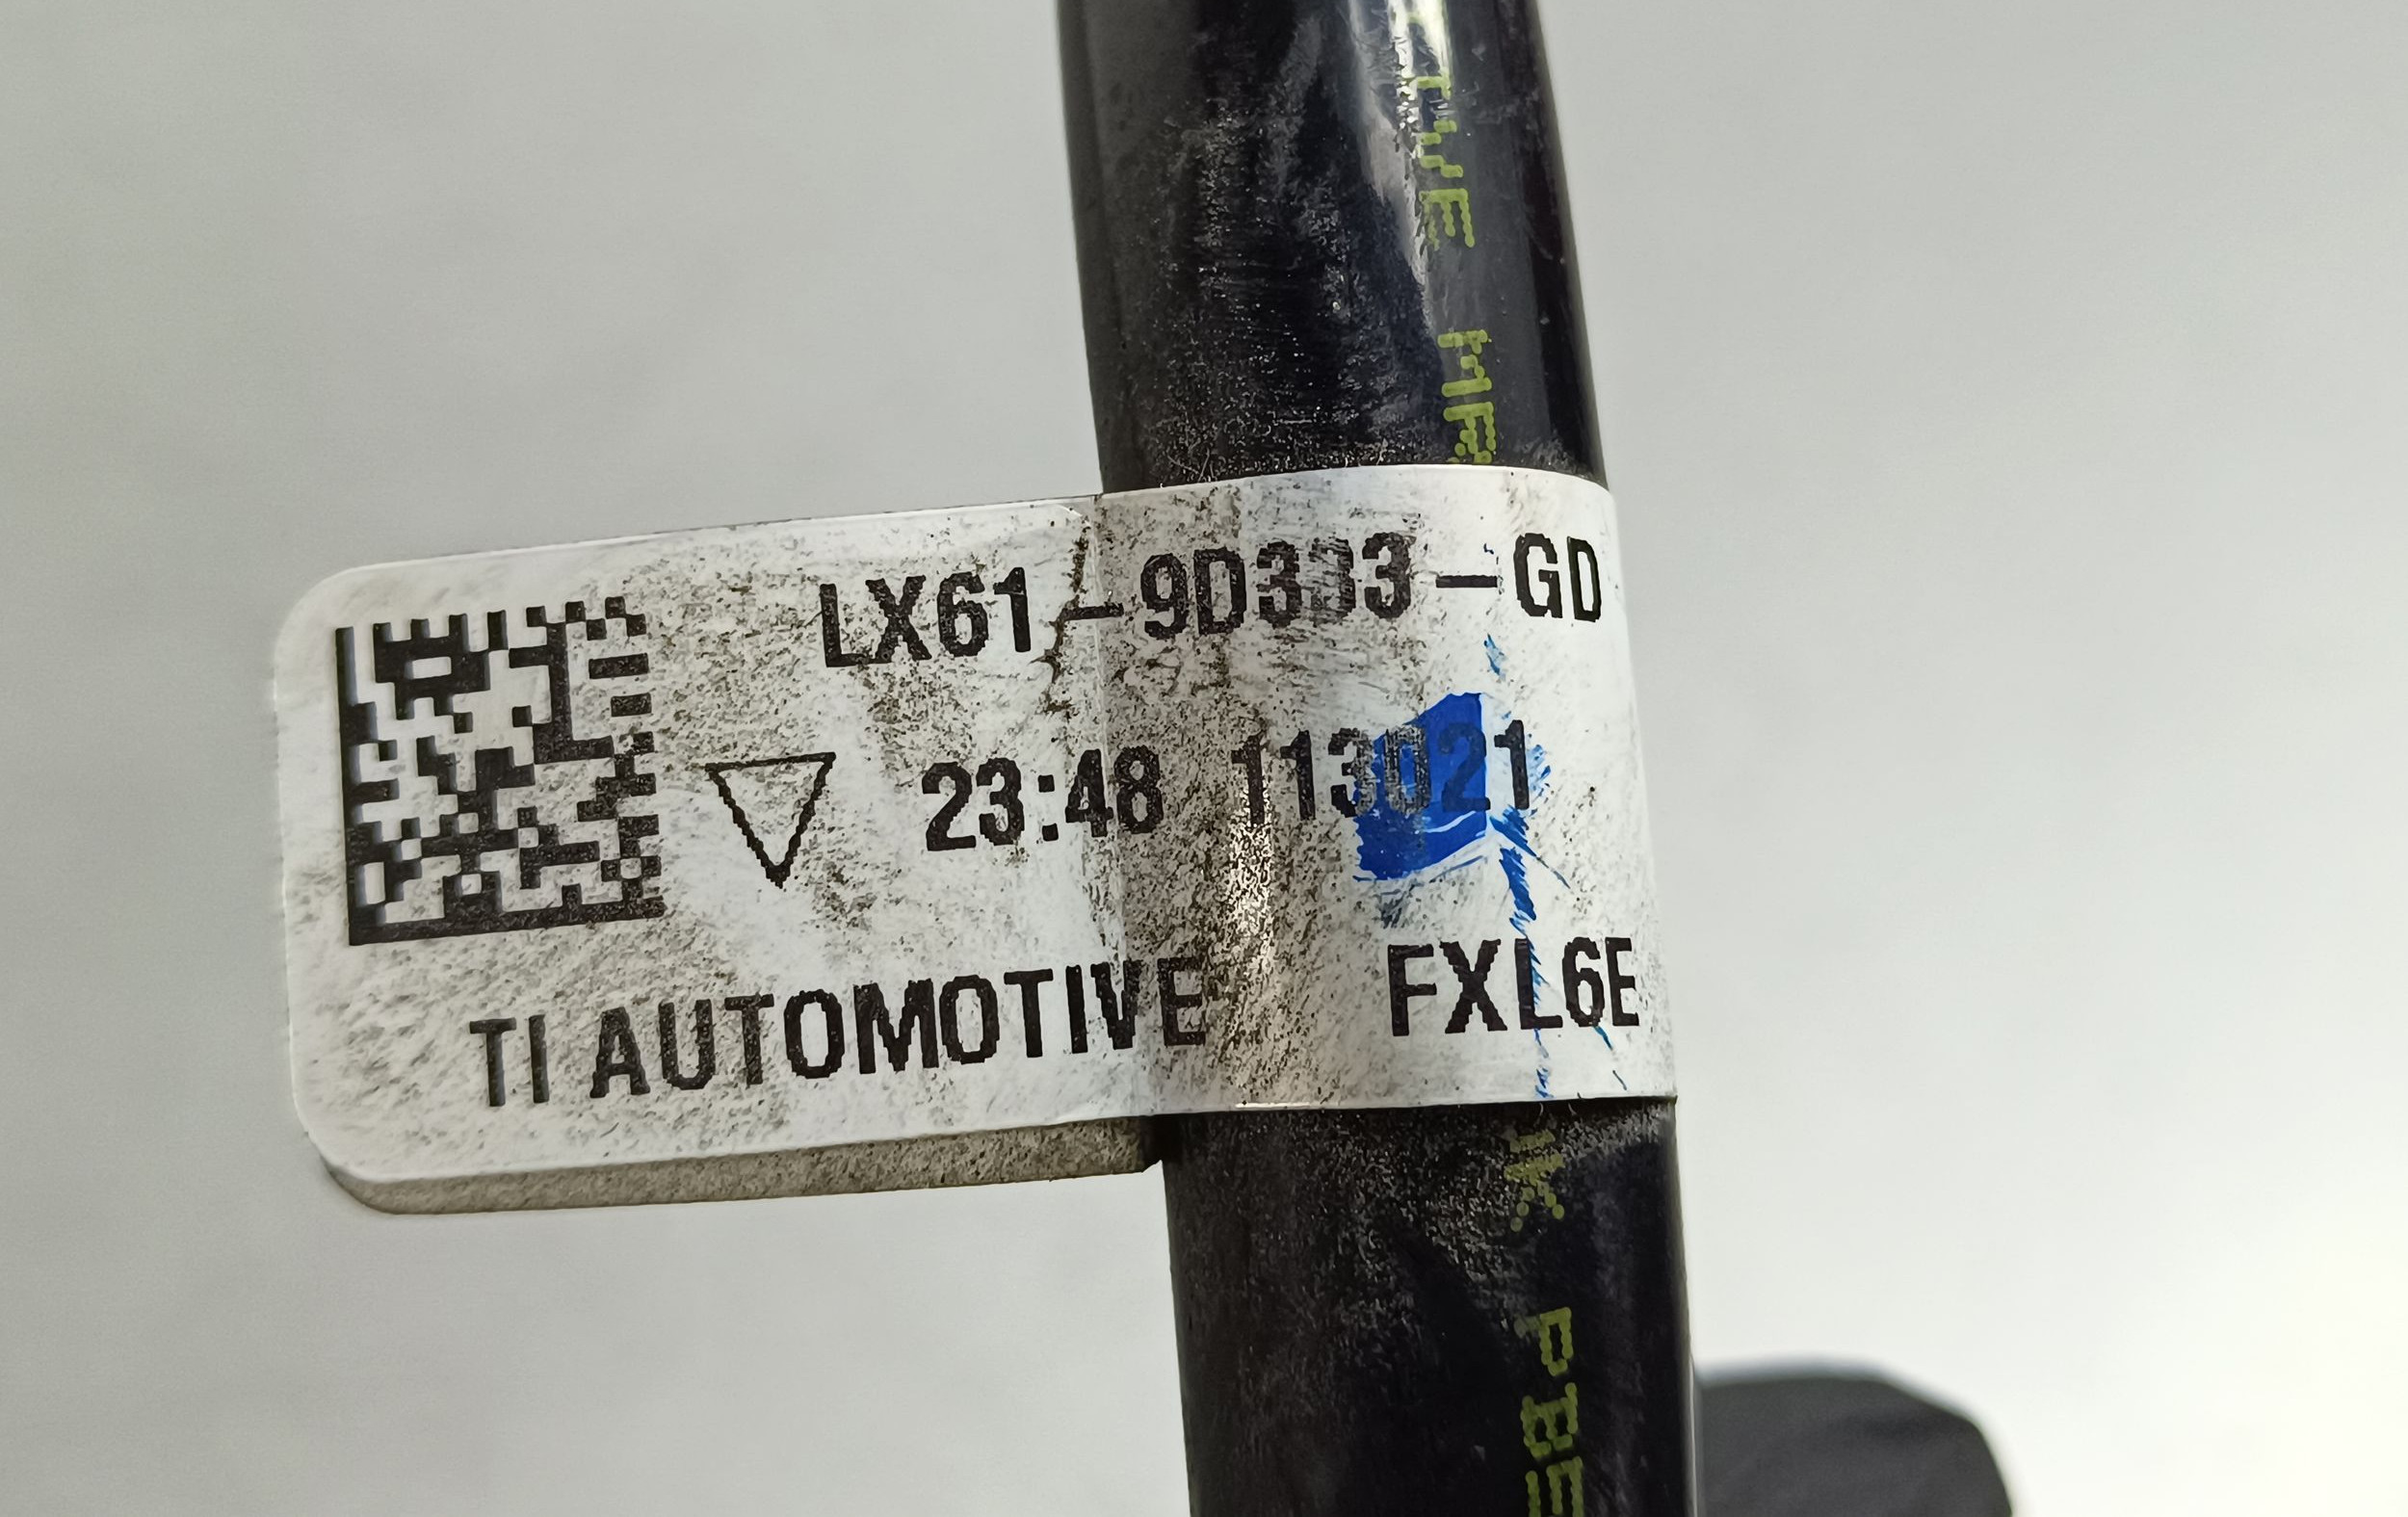 LX61-9D333-GD
23:48 113021
TI AUTOMOTIVE FXL6E